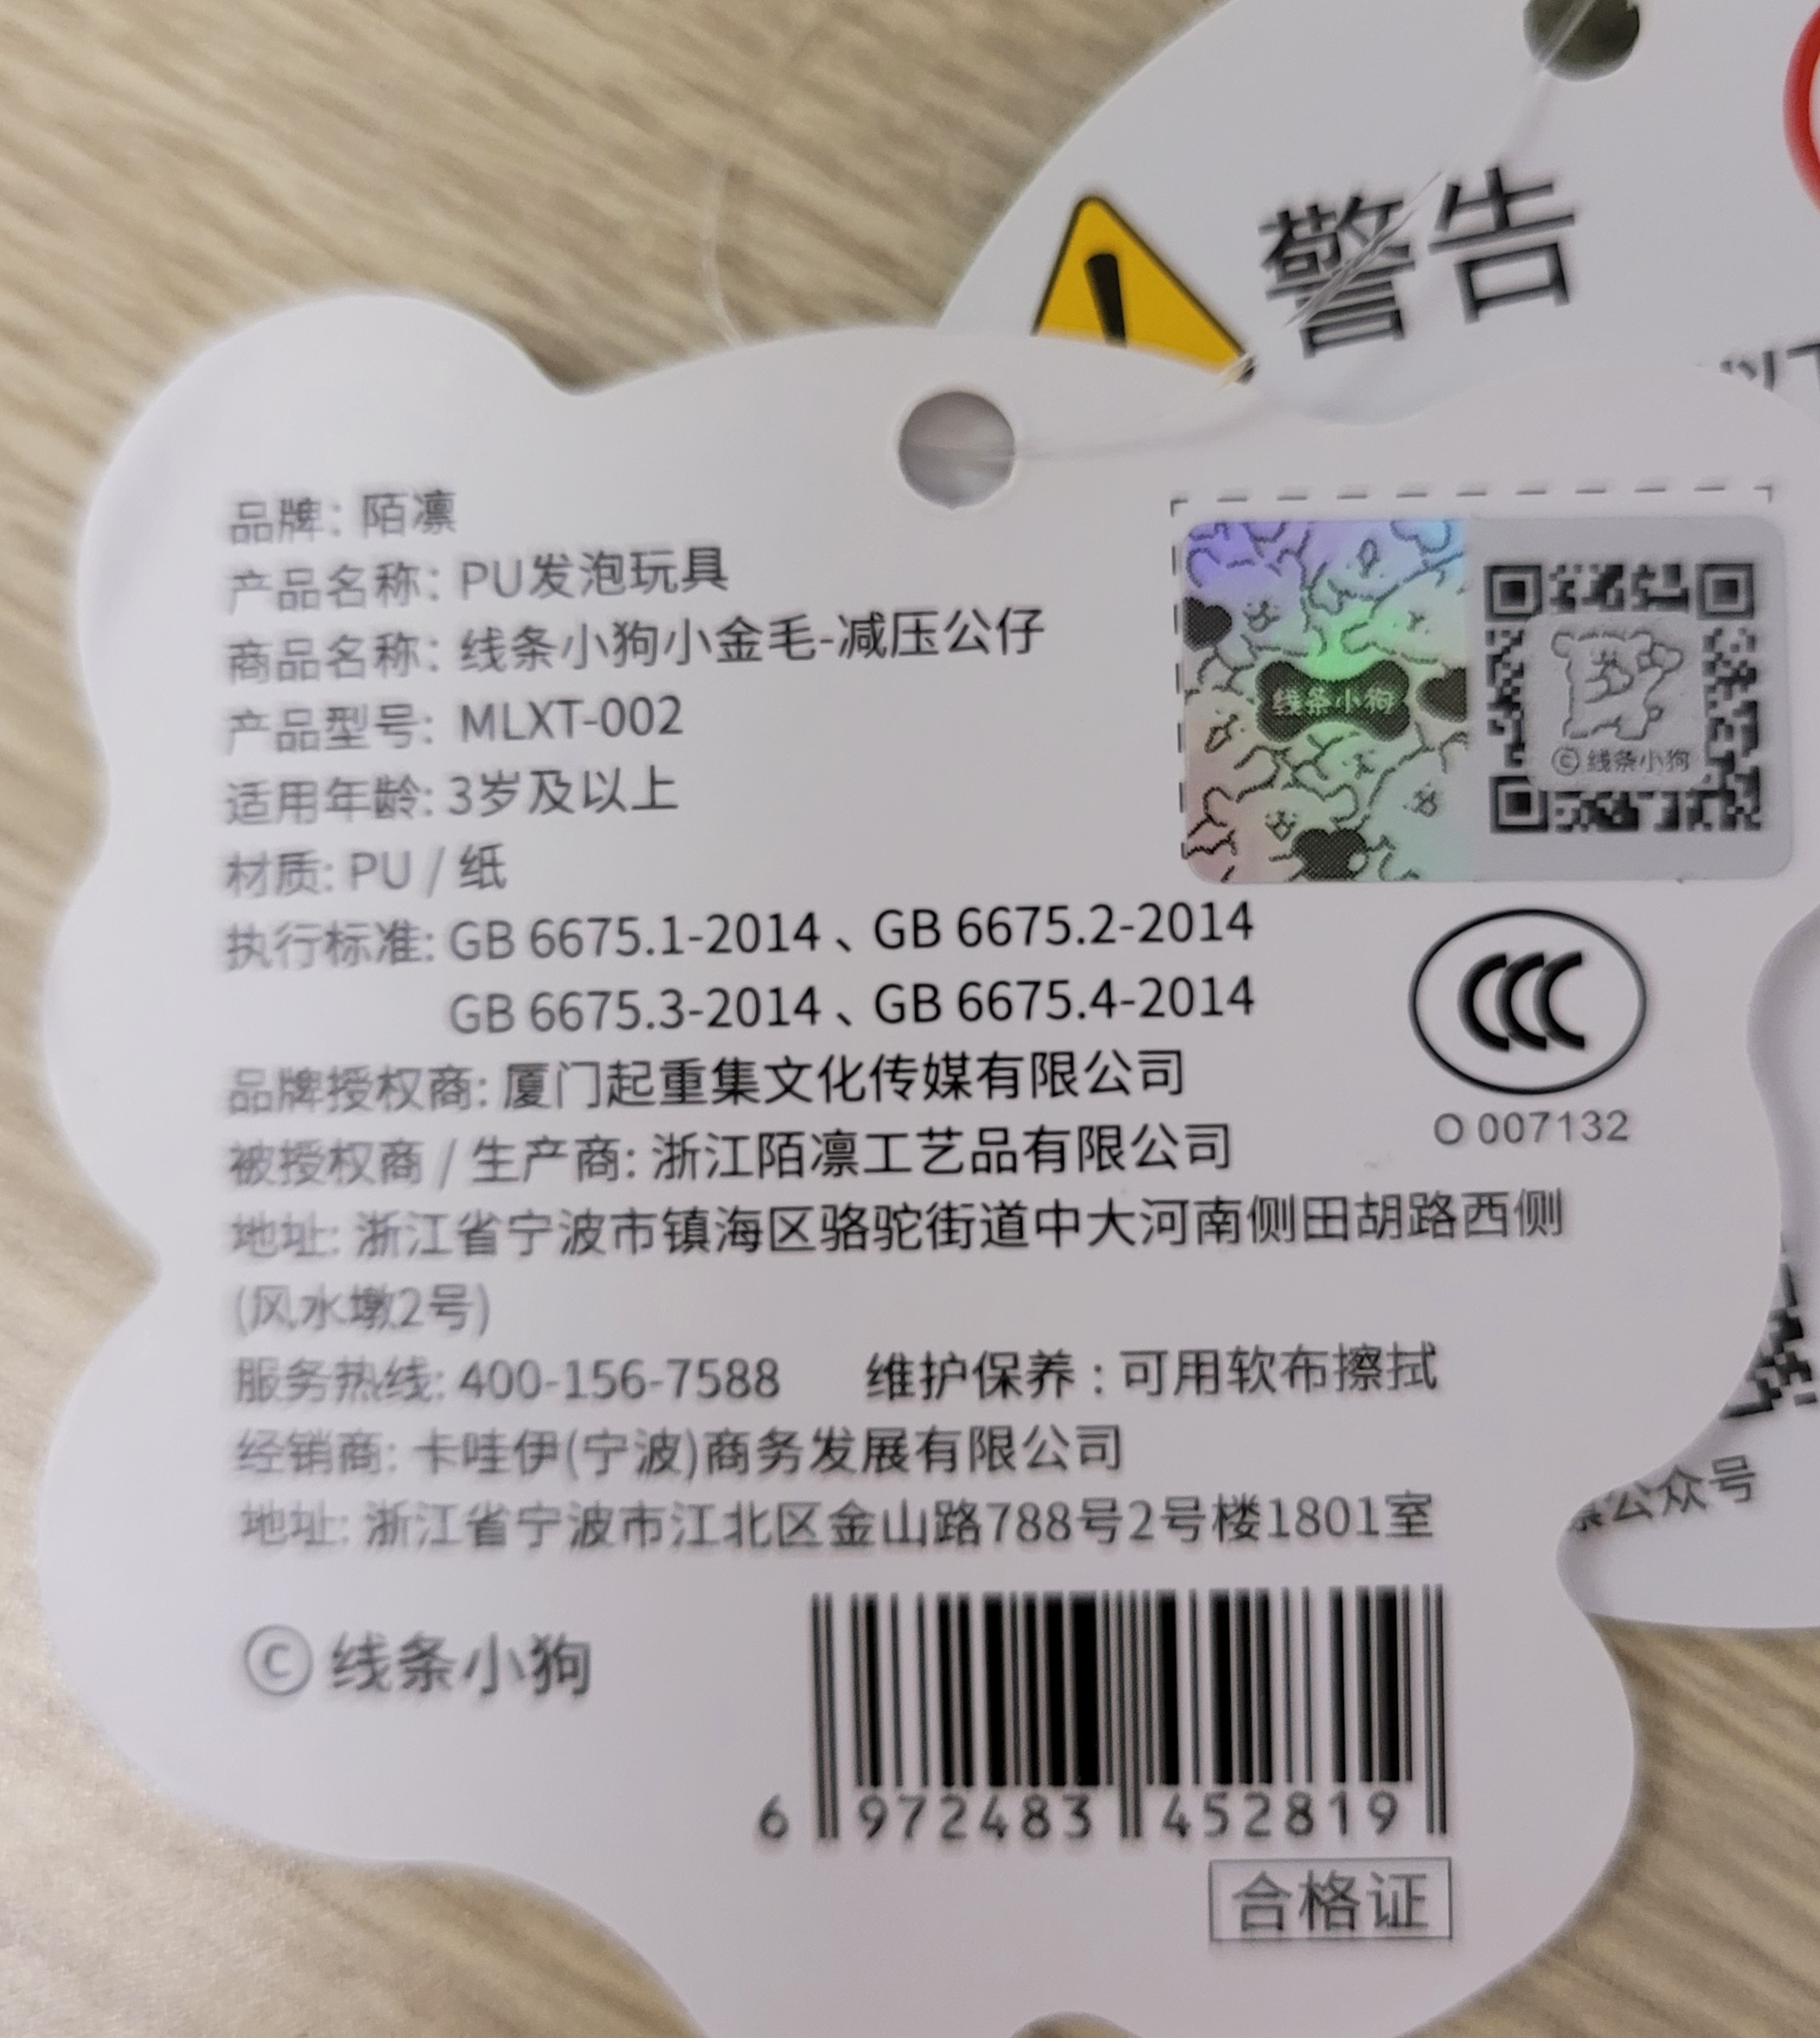 警告
以下
品牌: 陌凛
产品名称: PU发泡玩具
商品名称: 线条小狗小金毛-减压公仔
产品型号: MLXT-002
适用年龄: 3岁及以上
材质: PU / 纸
执行标准: GB 6675.1-2014、GB 6675.2-2014
GB 6675.3-2014、GB 6675.4-2014
品牌授权商: 厦门起重集文化传媒有限公司
被授权商 / 生产商: 浙江陌凛工艺品有限公司
地址: 浙江省宁波市镇海区骆驼街道中大河南侧田胡路西侧
(风水墩2号)
服务热线: 400-156-7588 维护保养 : 可用软布擦拭
经销商: 卡哇伊(宁波)商务发展有限公司
地址: 浙江省宁波市江北区金山路788号2号楼1801室
线条小狗
© 线条小狗
CCC
O 007132
公众号
© 线条小狗
6 972483 452819
合格证